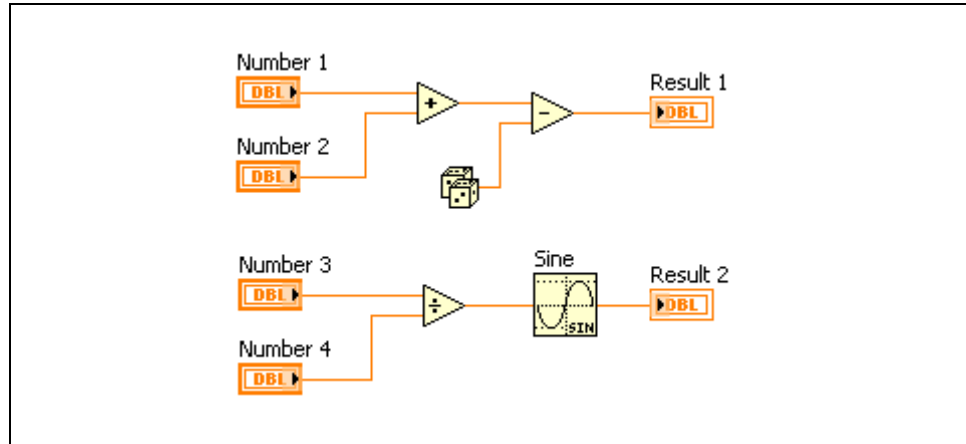 Number 1
DBL
+
-
Result 1
DBL
Number 2
DBL
Number 3
DBL
÷
Sine
SIN
Result 2
DBL
Number 4
DBL